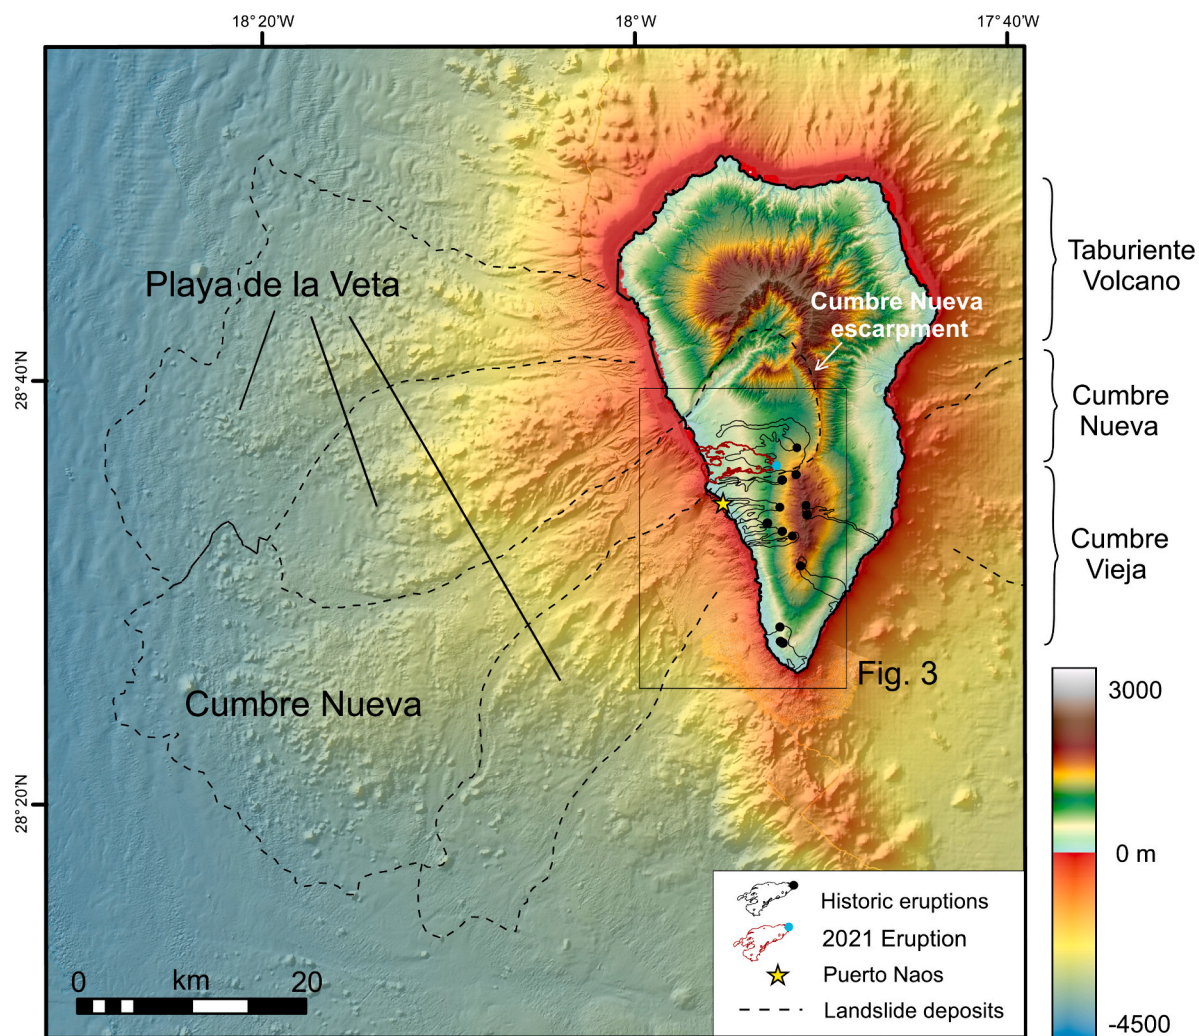 18°20'W
18°W
17°40'W
28°40'N
28°20'N
Playa de la Veta
Cumbre Nueva
escarpment
Taburiente
Volcano
Cumbre
Nueva
Cumbre
Vieja
Fig. 3
Cumbre Nueva
3000
0 m
-4500
Historic eruptions
2021 Eruption
Puerto Naos
Landslide deposits
0 km 20